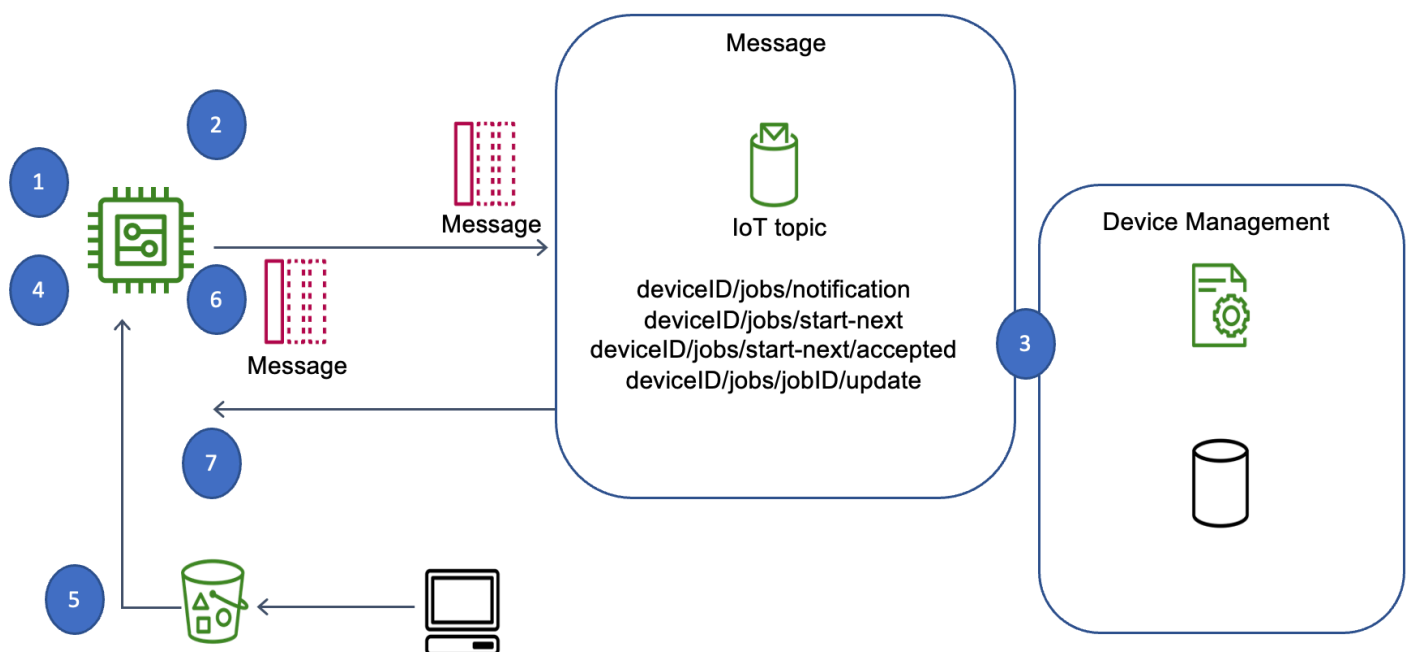 Message
2
1
Message
IoT topic
Device Management
4
6
deviceID/jobs/notification
deviceID/jobs/start-next
deviceID/jobs/start-next/accepted
deviceID/jobs/jobID/update
3
Message
7
5